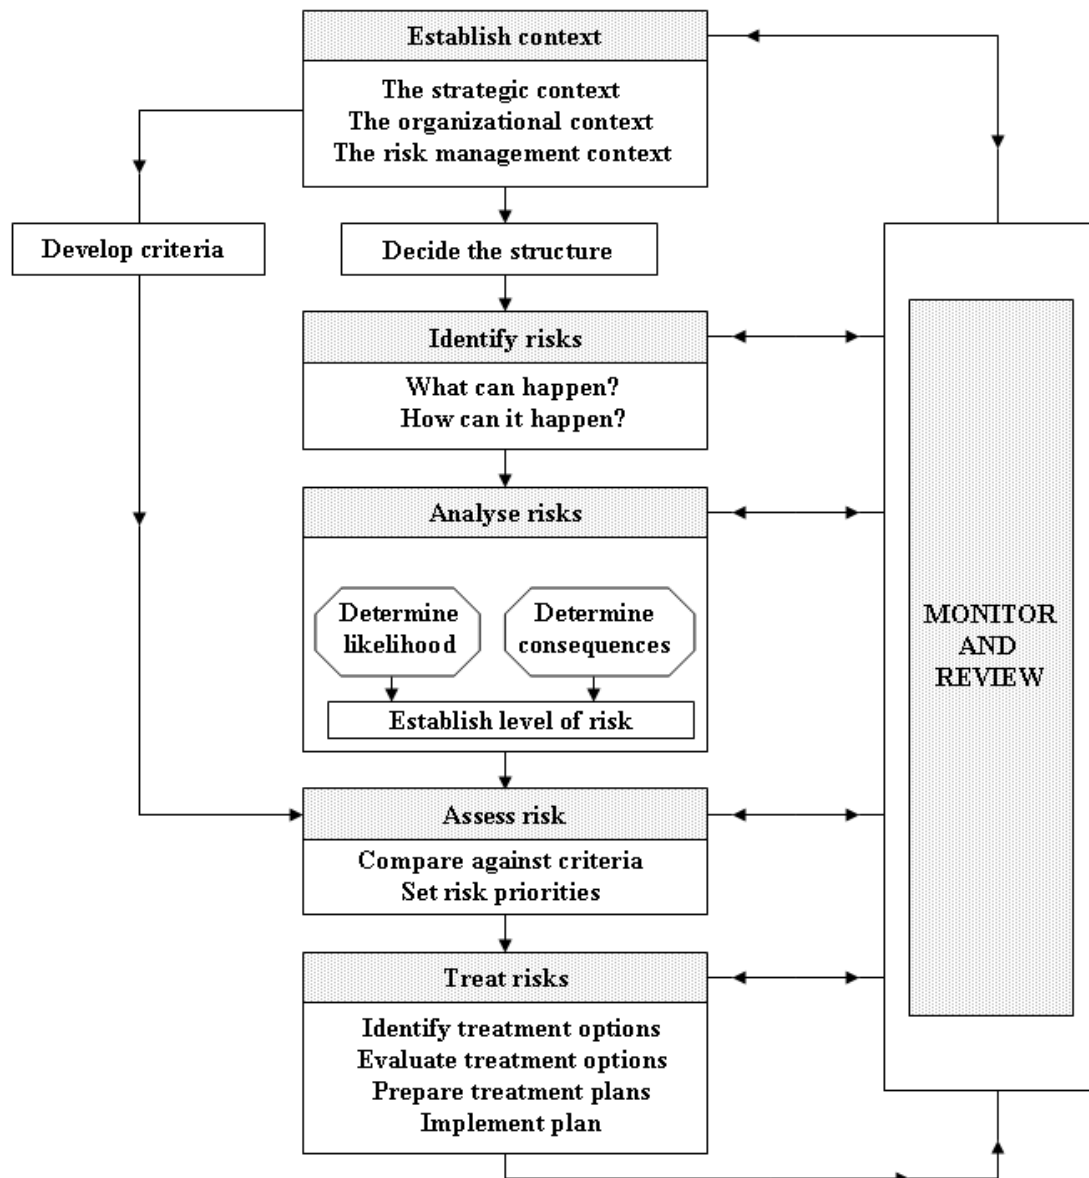 Establish context
The strategic context
The organizational context
The risk management context
Develop criteria
Decide the structure
Identify risks
What can happen?
How can it happen?
Analyse risks
Determine
likelihood
Determine
consequences
Establish level of risk
MONITOR
AND
REVIEW
Assess risk
Compare against criteria
Set risk priorities
Treat risks
Identify treatment options
Evaluate treatment options
Prepare treatment plans
Implement plan